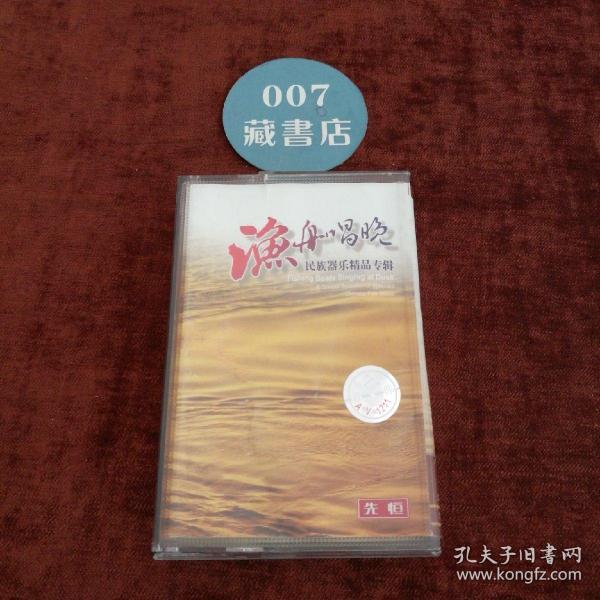 007
藏書店
渔舟唱晚
民族器乐精品专辑
Fishing Boats Singing at Dusk
先恒
孔夫子旧书网
www.kongfz.com